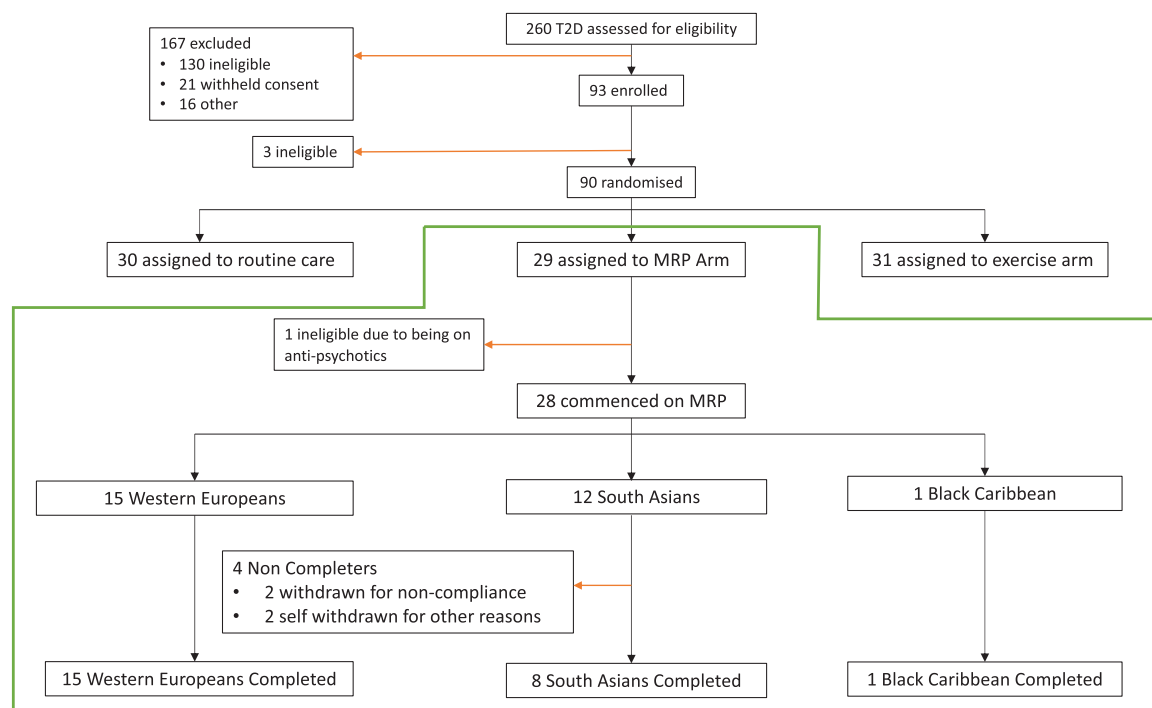 260 T2D assessed for eligibility
167 excluded
• 130 ineligible
• 21 withheld consent
• 16 other
93 enrolled
3 ineligible
90 randomised
30 assigned to routine care
29 assigned to MRP Arm
31 assigned to exercise arm
1 ineligible due to being on
anti-psychotics
28 commenced on MRP
15 Western Europeans
12 South Asians
1 Black Caribbean
4 Non Completers
• 2 withdrawn for non-compliance
• 2 self withdrawn for other reasons
15 Western Europeans Completed
8 South Asians Completed
1 Black Caribbean Completed